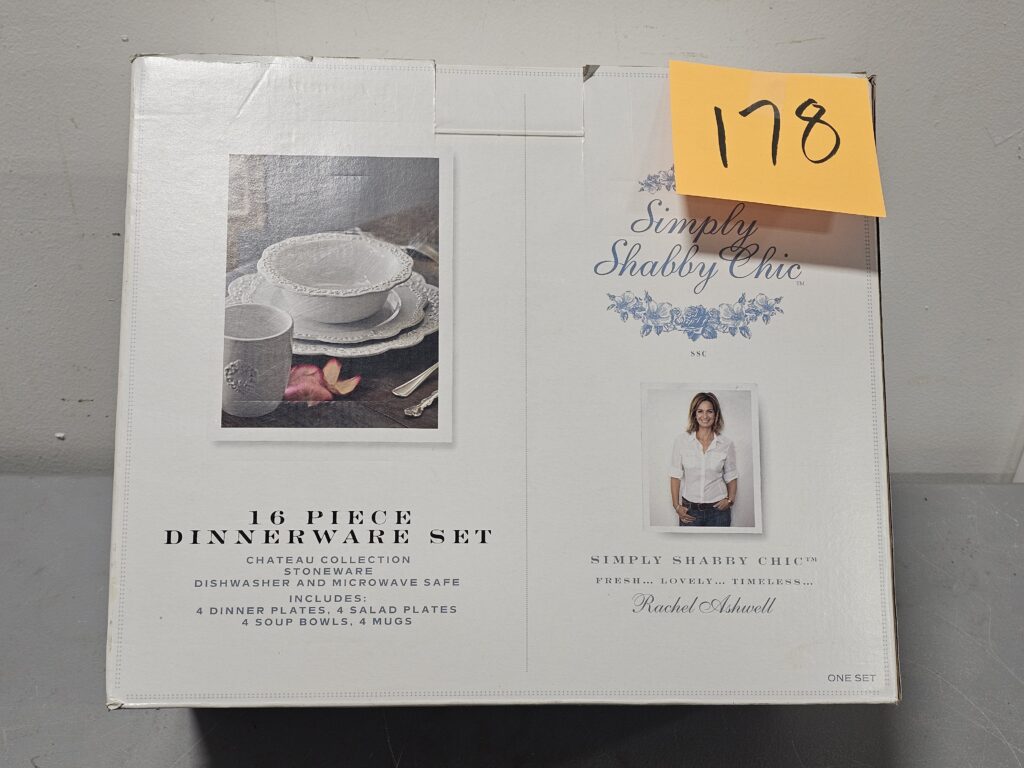 178
Simply
Shabby Chic™
SSC
16 PIECE
DINNERWARE SET
CHATEAU COLLECTION
STONEWARE
DISHWASHER AND MICROWAVE SAFE
INCLUDES:
4 DINNER PLATES, 4 SALAD PLATES
4 SOUP BOWLS, 4 MUGS
SIMPLY SHABBY CHIC™
FRESH... LOVELY... TIMELESS...
Rachel Ashwell
ONE SET